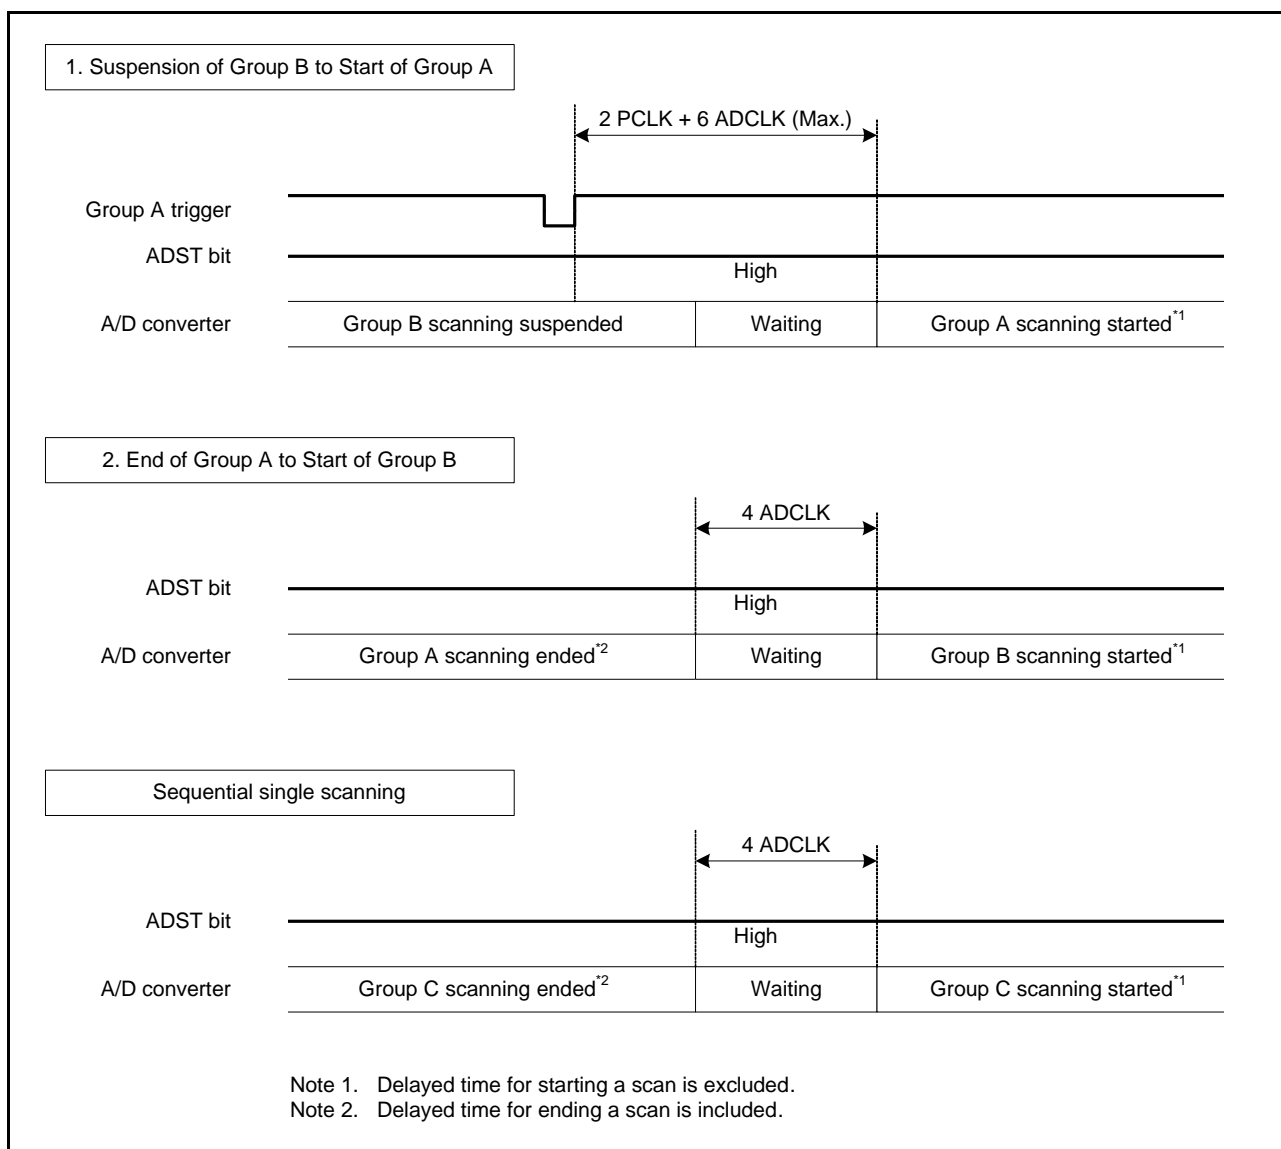 1. Suspension of Group B to Start of Group A
2 PCLK + 6 ADCLK (Max.)
Group A trigger
ADST bit
High
A/D converter
Group B scanning suspended
Waiting
Group A scanning started*1
2. End of Group A to Start of Group B
4 ADCLK
ADST bit
High
A/D converter
Group A scanning ended*2
Waiting
Group B scanning started*1
Sequential single scanning
4 ADCLK
ADST bit
High
A/D converter
Group C scanning ended*2
Waiting
Group C scanning started*1
Note 1. Delayed time for starting a scan is excluded.
Note 2. Delayed time for ending a scan is included.